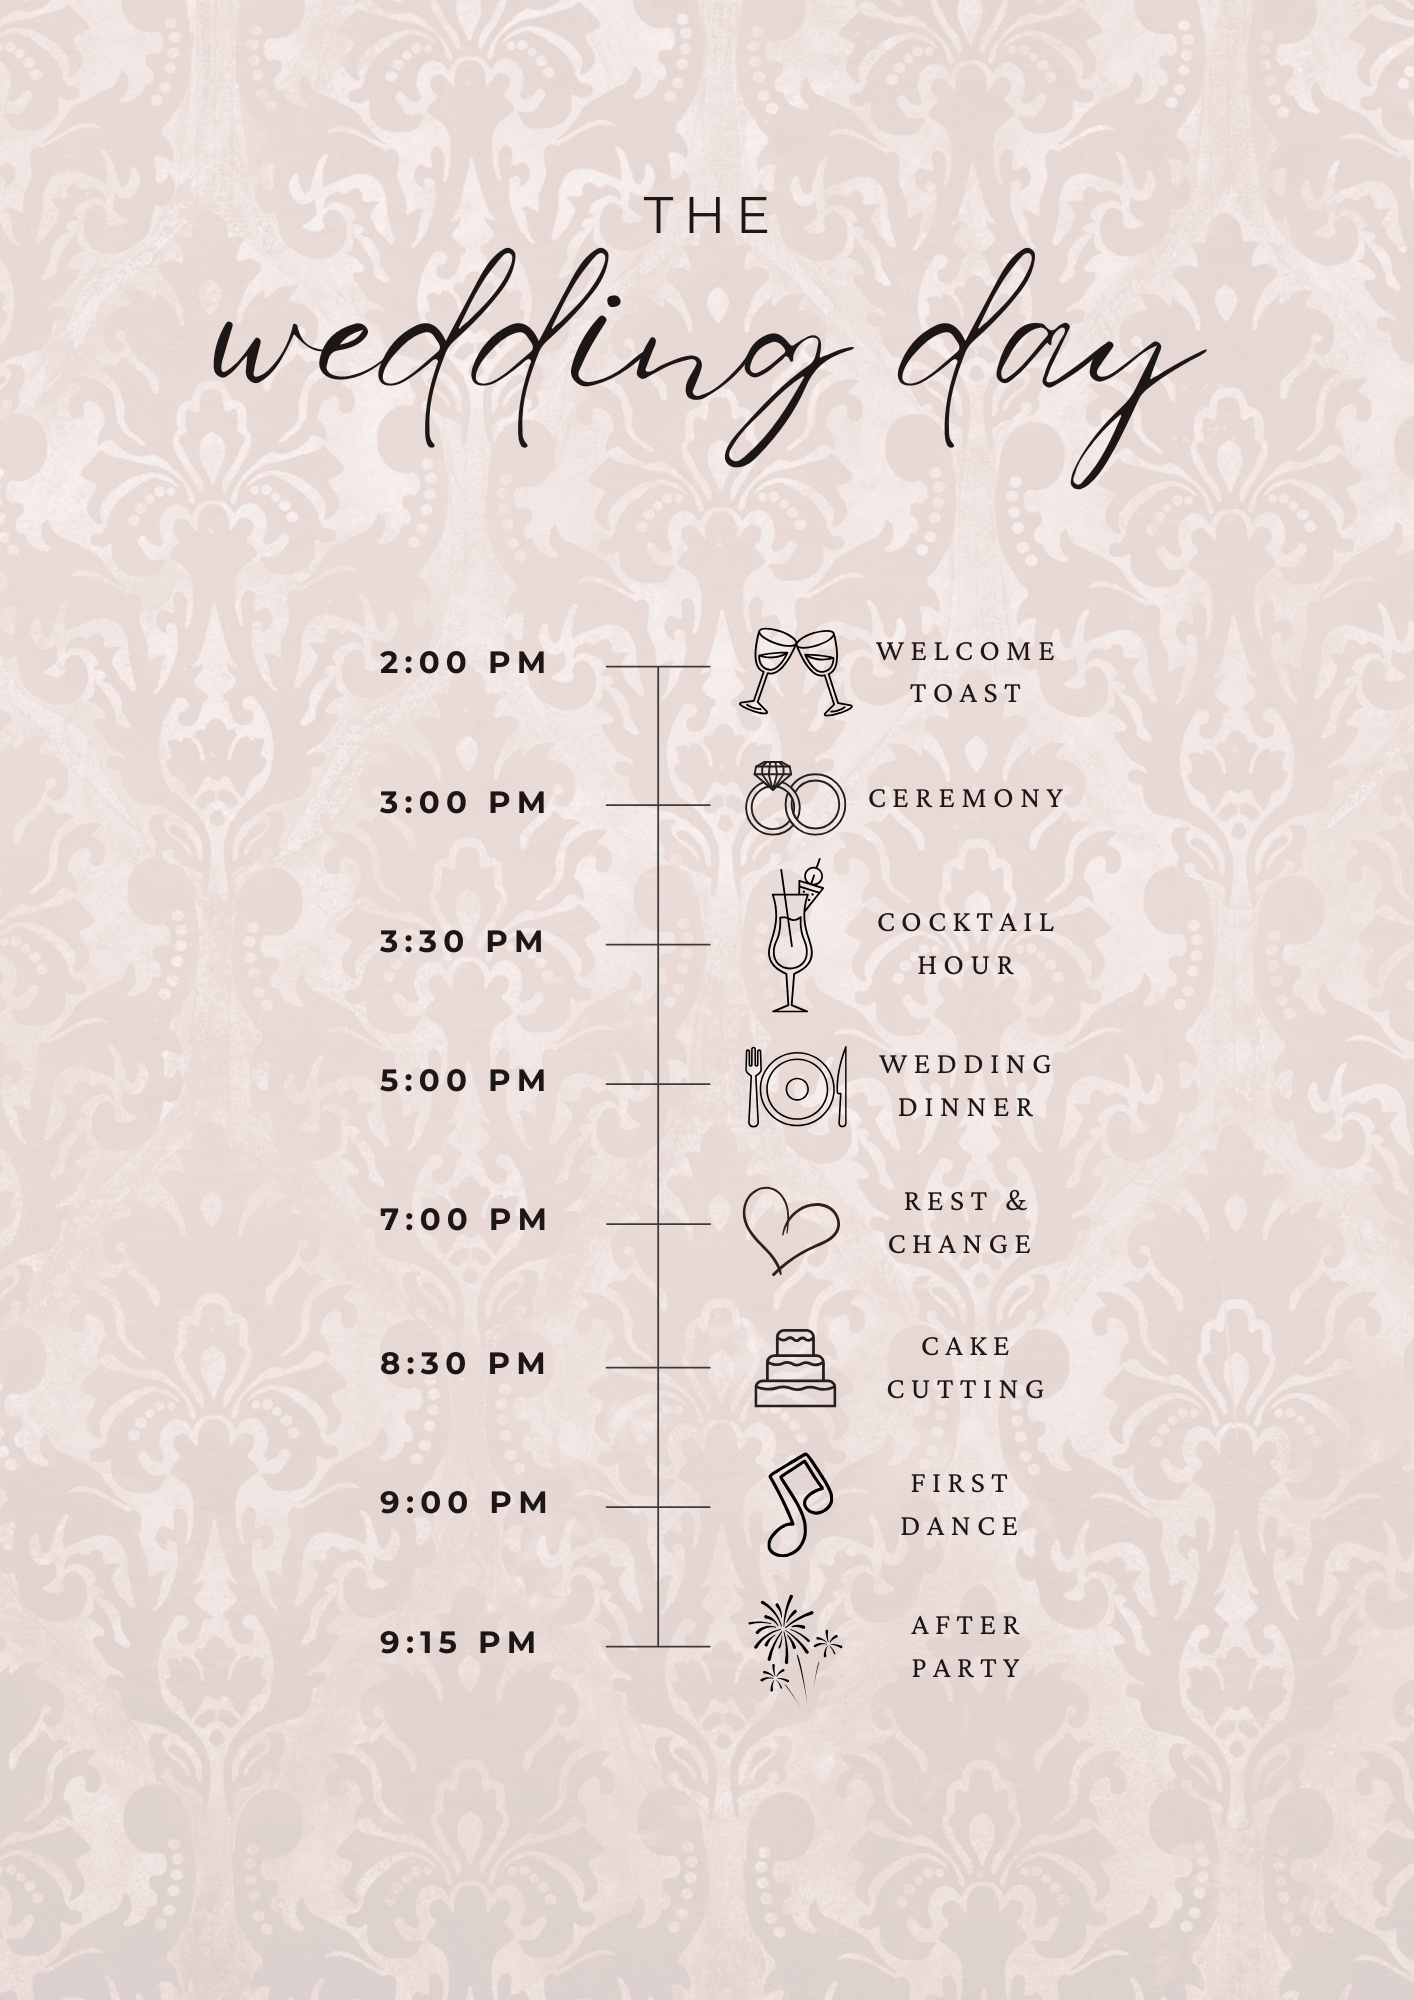 THE
wedding day
2:00 PM
WELCOME
TOAST
3:00 PM
CEREMONY
3:30 PM
COCKTAIL
HOUR
5:00 PM
WEDDING
DINNER
7:00 PM
REST &
CHANGE
8:30 PM
CAKE
CUTTING
9:00 PM
FIRST
DANCE
9:15 PM
AFTER
PARTY